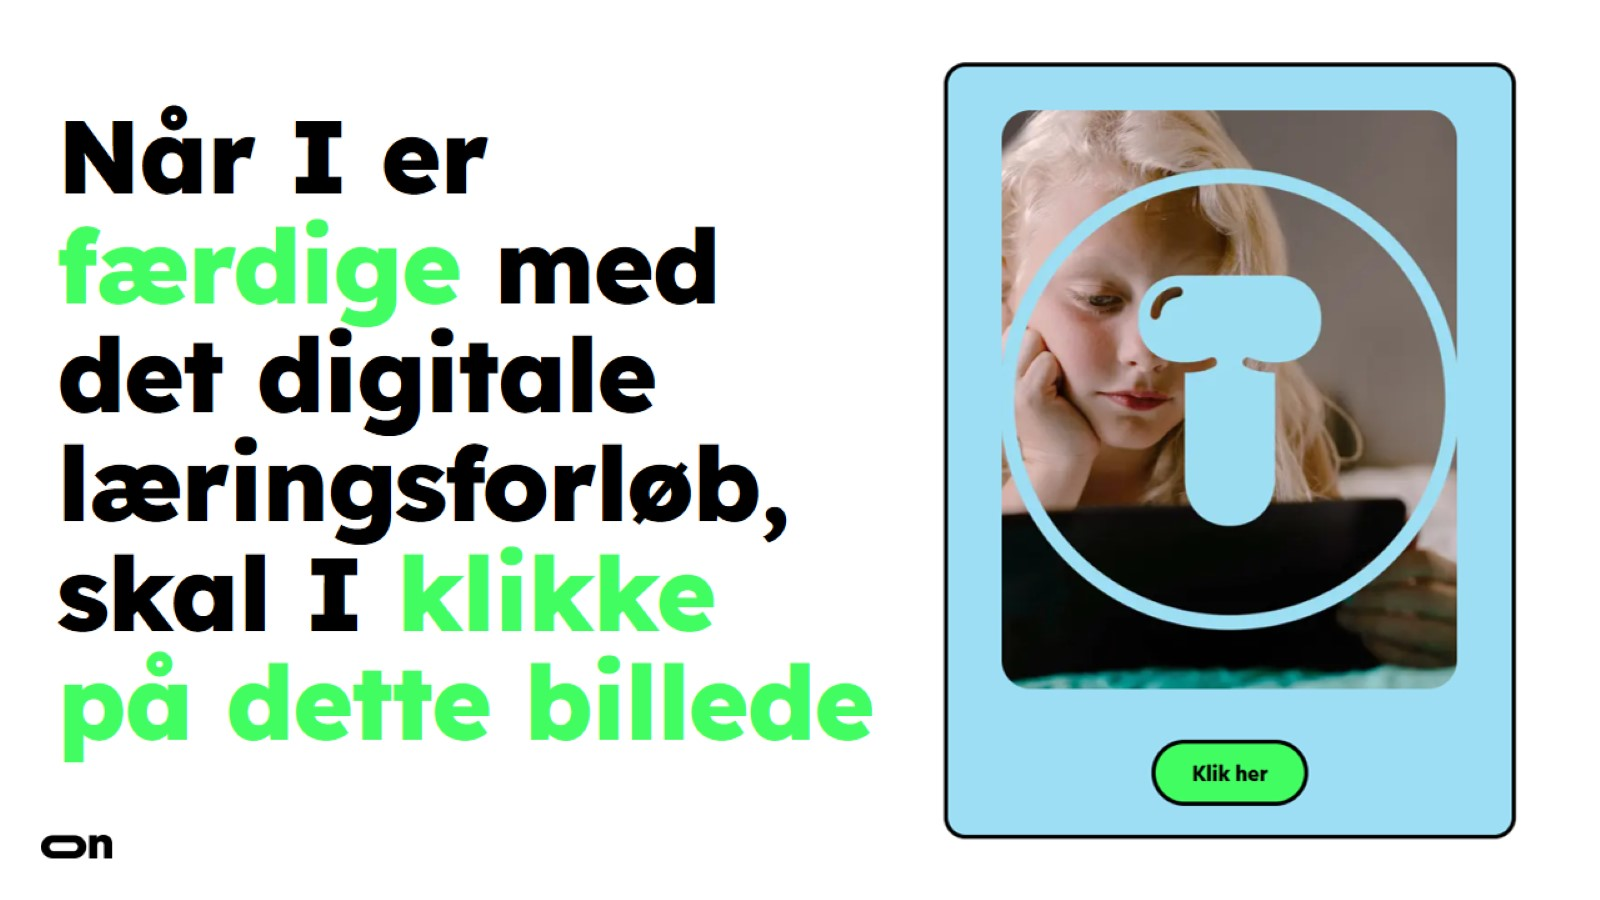 Når I er
færdige med
det digitale
læringsforløb,
skal I klikke
på dette billede
Klik her
on